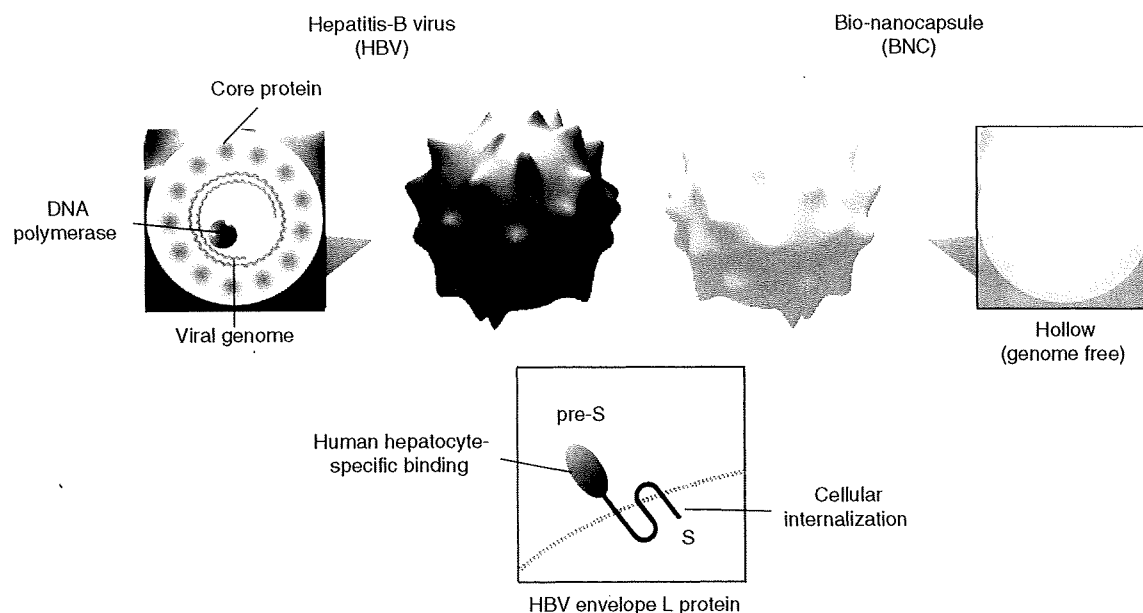 Hepatitis-B virus
(HBV)
Bio-nanocapsule
(BNC)
Core protein
DNA
polymerase
Viral genome
Hollow
(genome free)
pre-S
Human hepatocyte-
specific binding
Cellular
internalization
S
HBV envelope L protein